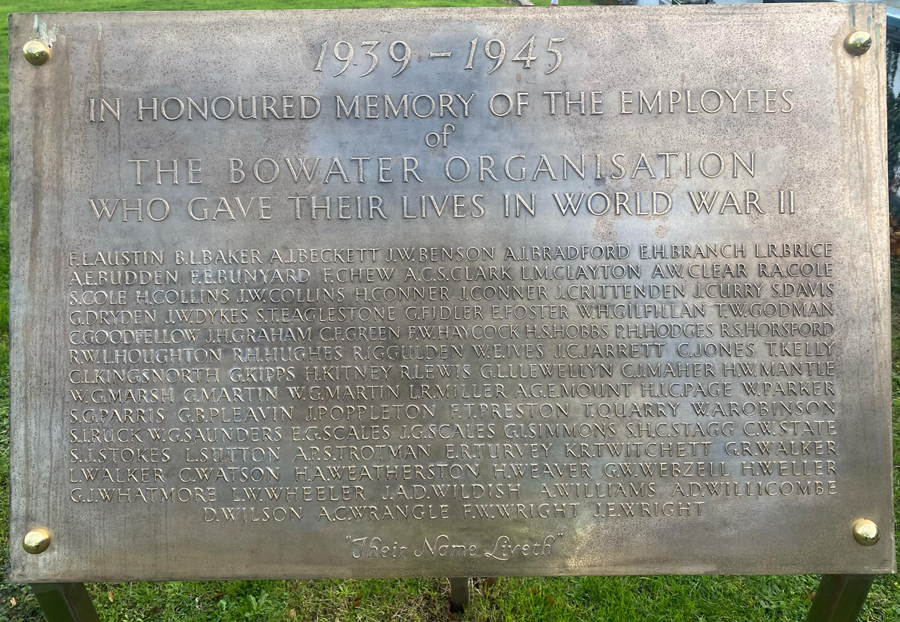 1939-1945
IN HONOURED MEMORY OF THE EMPLOYEES
of
THE BOWATER ORGANISATION
WHO GAVE THEIR LIVES IN WORLD WAR II
F.L.AUSTIN B.L.BAKER A.J.BECKETT J.W.BENSON A.J.BRADFORD E.H.BRANCH L.R.BRICE
A.E.BUDDEN F.E.BUNYARD F.CHEW A.C.S.CLARK L.M.CLAYTON A.W.CLEAR R.A.COLE
S.COLE H.COLLINS J.W.COLLINS H.CONNER J.CONNER J.CRITTENDEN J.CURRY S.DAVIS
G.DRYDEN J.W.DYKES S.T.EAGLESTONE G.FIDLER E.FOSTER W.H.GILFILLAN T.W.GODMAN
C.GOODFELLOW J.H.GRAHAM C.F.GREEN F.W.HAYCOCK H.S.HOBBS P.H.HODGES R.S.HORSFORD
R.W.L.HOUGHTON R.H.HUGHES R.J.GGULDEN W.E.IVES J.C.JARRETT C.JONES T.KELLY
C.L.KINGSNORTH G.KIPPS H.KITNEY R.LEWIS G.L.LLEWELLYN C.J.MAHER H.W.MANTLE
W.G.MARSH G.MARTIN W.G.MARTIN L.R.MILLER A.G.E.MOUNT H.J.C.PAGE W.PARKER
S.G.PARRIS G.B.PLEAVIN J.POPPLETON F.T.PRESTON T.QUARRY W.A.ROBINSON
S.J.RUCK W.G.SAUNDERS E.G.SCALES J.G.SCALES G.I.SIMMONS S.H.C.STAGG C.W.STATE
S.J.STOKES L.SUTTON A.P.S.TROTMAN E.R.TURVEY K.R.TWITCHETT G.R.WALKER
L.WALKER C.WATSON H.A.WEATHERSTON H.WEAVER G.W.WEBZELL H.WELLER
G.J.WHATMORE L.W.WHEELER J.A.D.WILDISH A.WILLIAMS A.D.WILLICOMBE
D.WILSON A.C.WRANGLE F.W.WRIGHT J.E.WRIGHT
"Their Name Liveth"